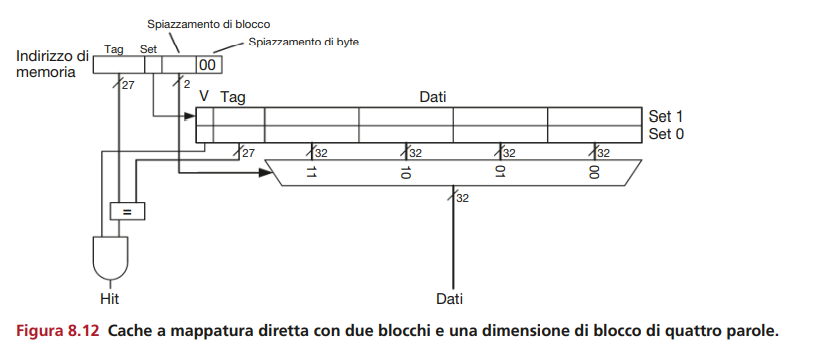 Spiazzamento di blocco
Tag Set Spiazzamento di byte
Indirizzo di
memoria
00
27 2
V Tag Dati
Set 1
Set 0
27 32 32 32 32
11 10 01 00
=
32
Hit Dati
Figura 8.12 Cache a mappatura diretta con due blocchi e una dimensione di blocco di quattro parole.